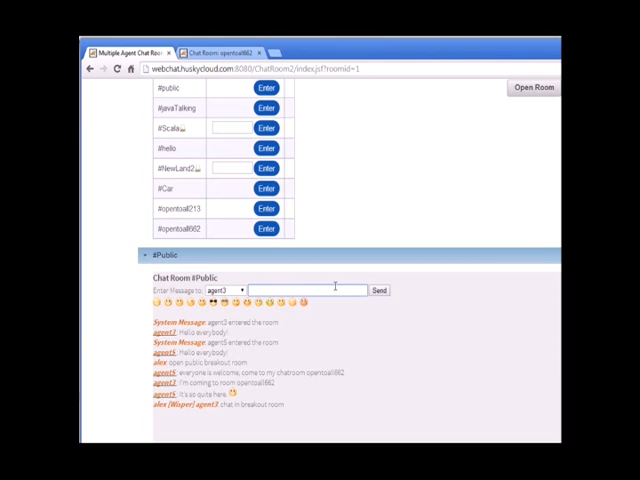 Multiple Agent Chat Roo
Chat Room: opentoall662
webchat.huskycloud.com:8080/ChatRoom2/index.jsf?roomid=1
#public Enter
Open Room
#javaTalking Enter
#Scala Enter
#hello Enter
#NewLand2 Enter
#Car Enter
#opentoall213 Enter
#opentoall662 Enter
#Public
Chat Room #Public
Enter Message to: agent3 Send
System Message: agent3 entered the room
agent3: Hello everybody!
System Message: agent5 entered the room
agent5: Hello everybody!
alex: open public breakout room
agent5: everyone is welcome, come to my chatroom opentoall662
agent3: I'm coming to room opentoall662
agent5: It's so quite here,
alex [Wisper] agent3: chat in breakout room